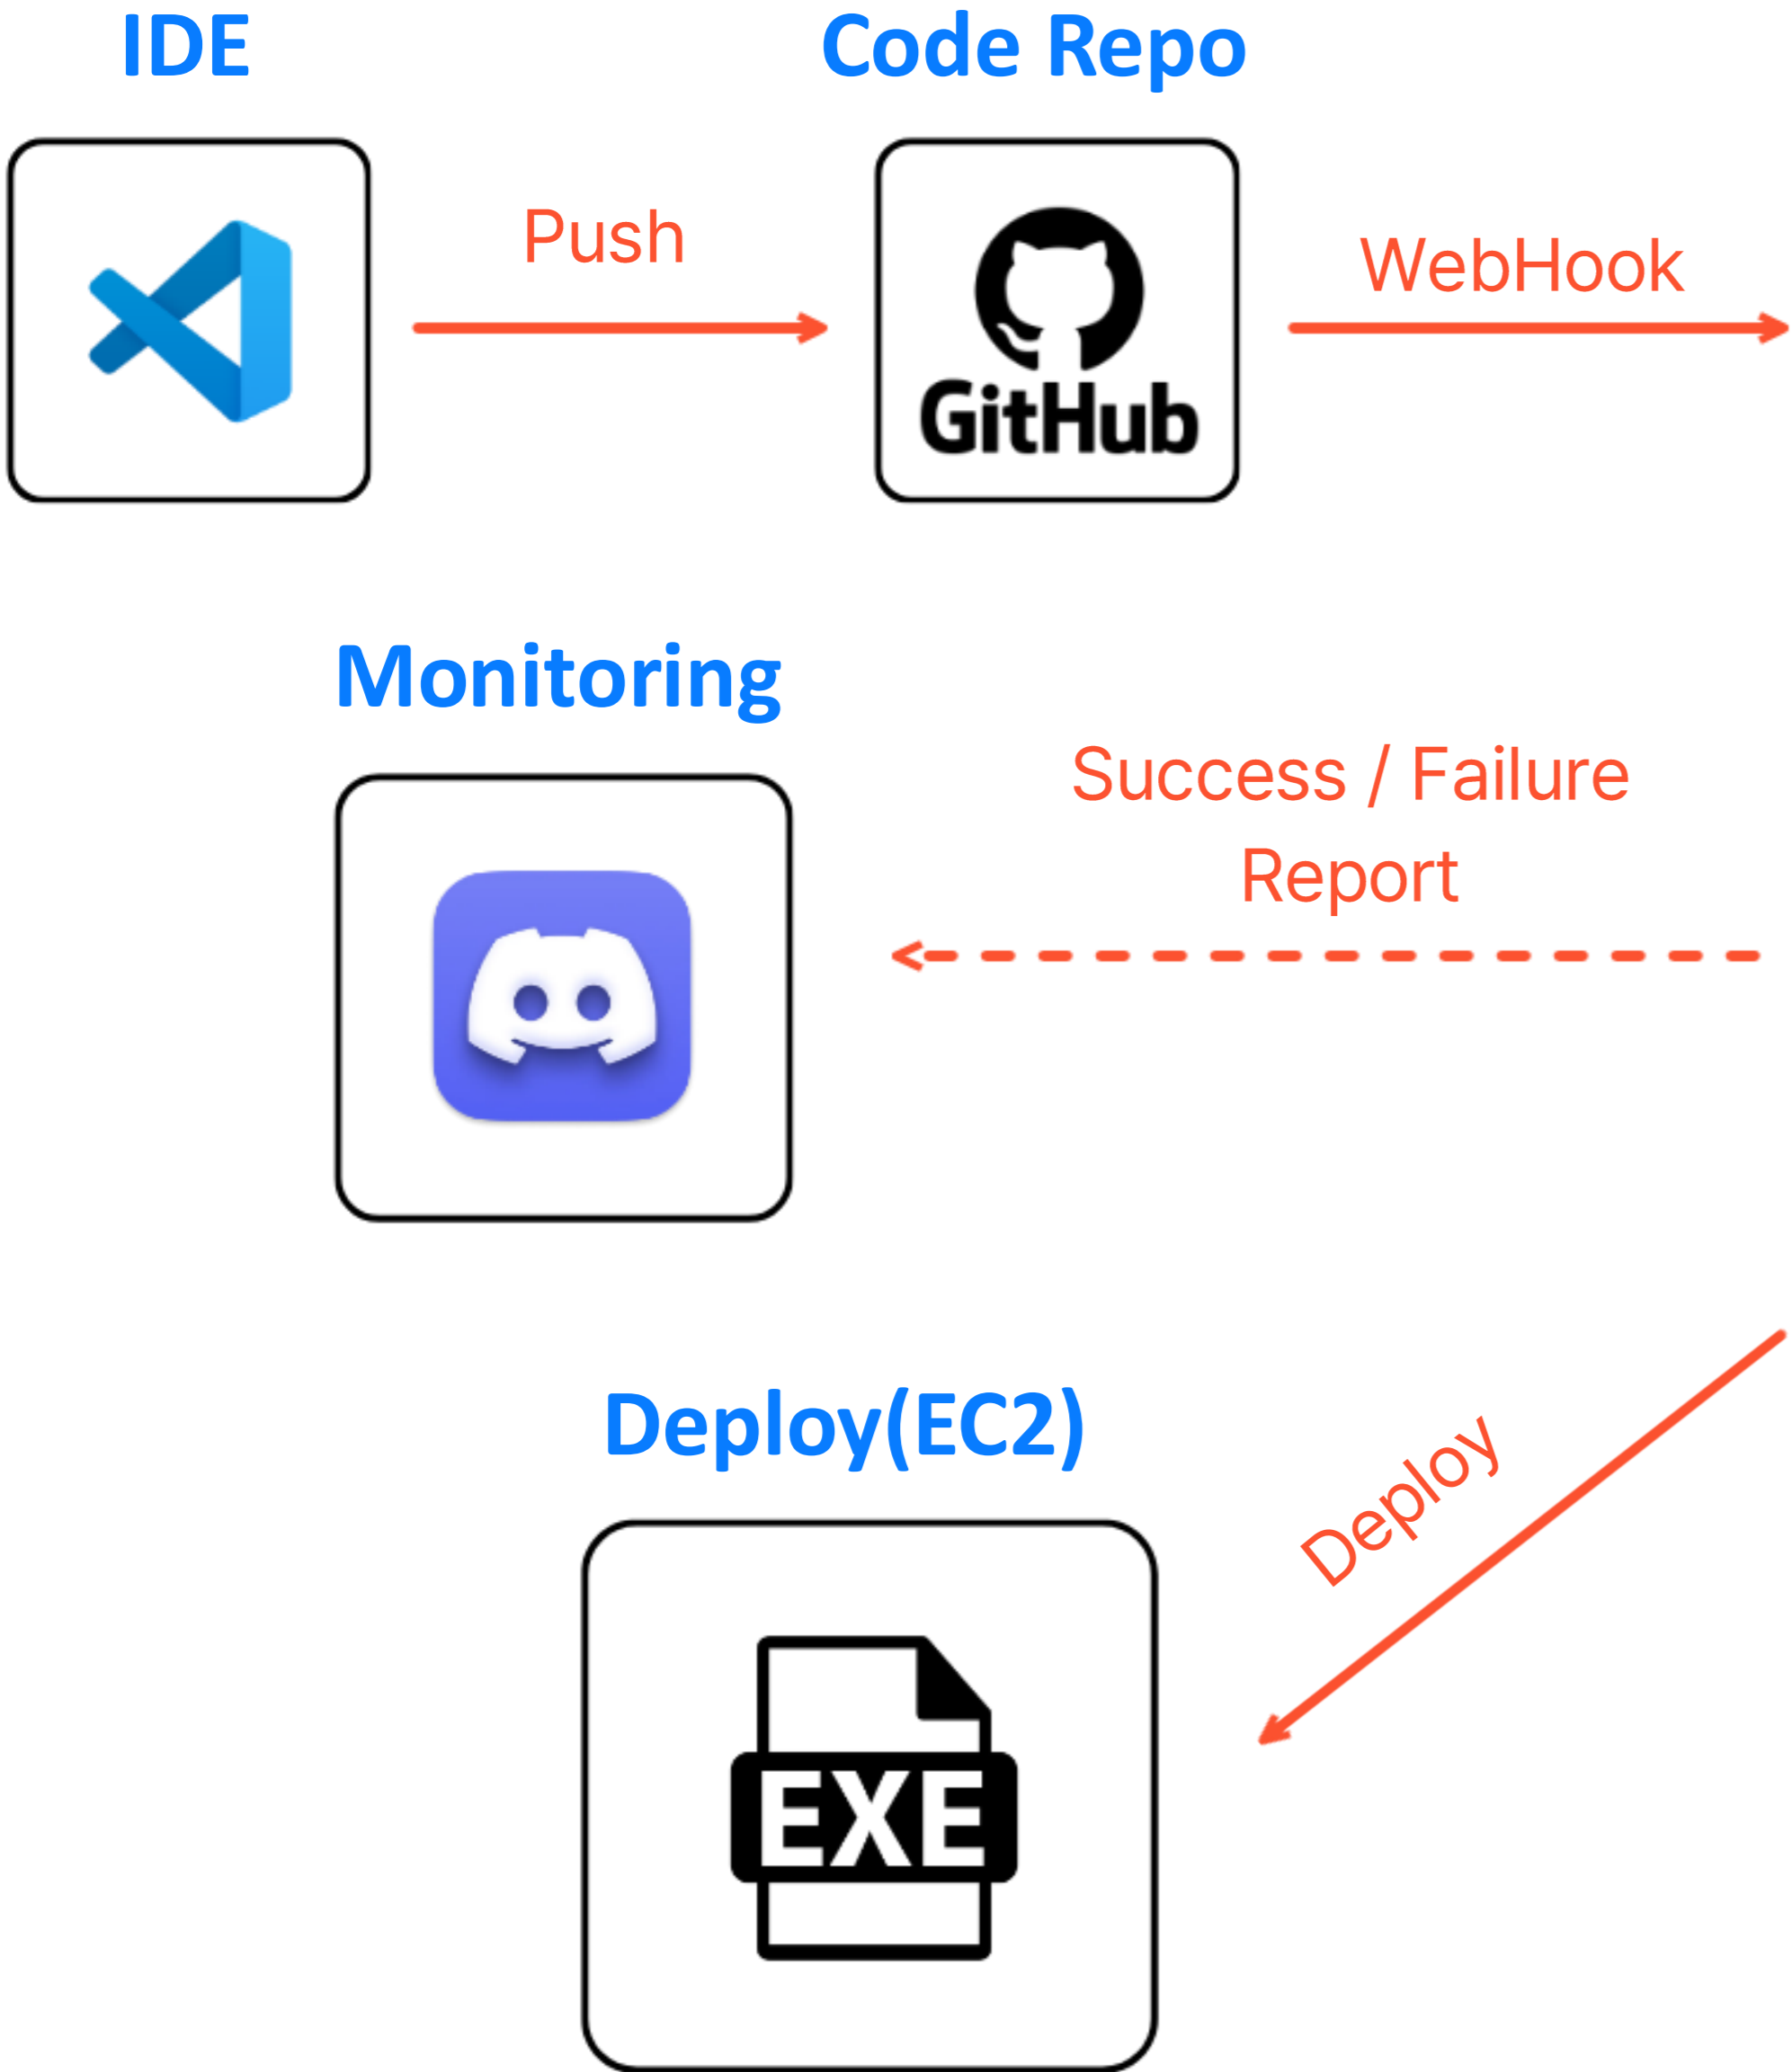 IDE
Code Repo
Push
GitHub
WebHook
Monitoring
Success / Failure
Report
Deploy(EC2)
Deploy
EXE